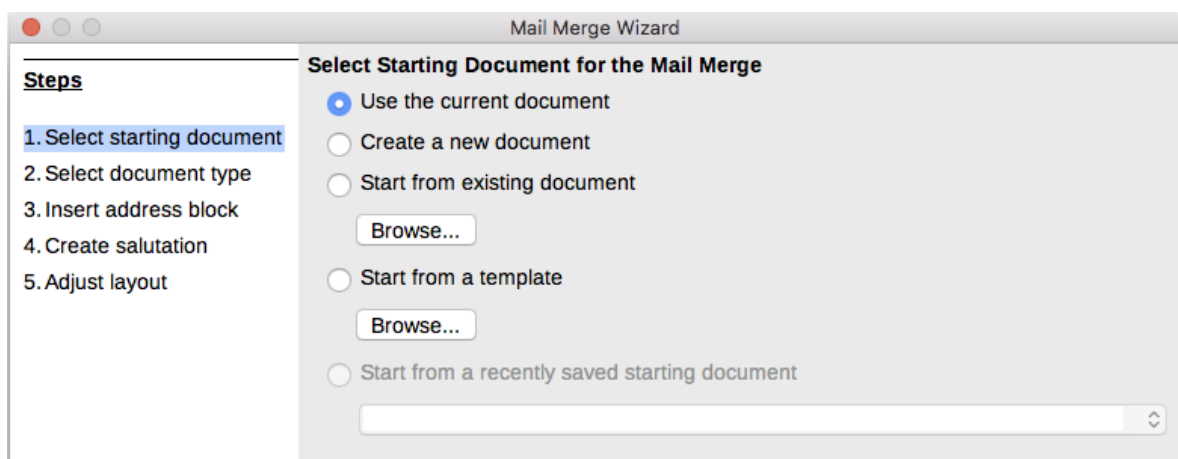 Mail Merge Wizard
Steps
1. Select starting document
2. Select document type
3. Insert address block
4. Create salutation
5. Adjust layout
Select Starting Document for the Mail Merge
Use the current document
Create a new document
Start from existing document
Browse...
Start from a template
Browse...
Start from a recently saved starting document